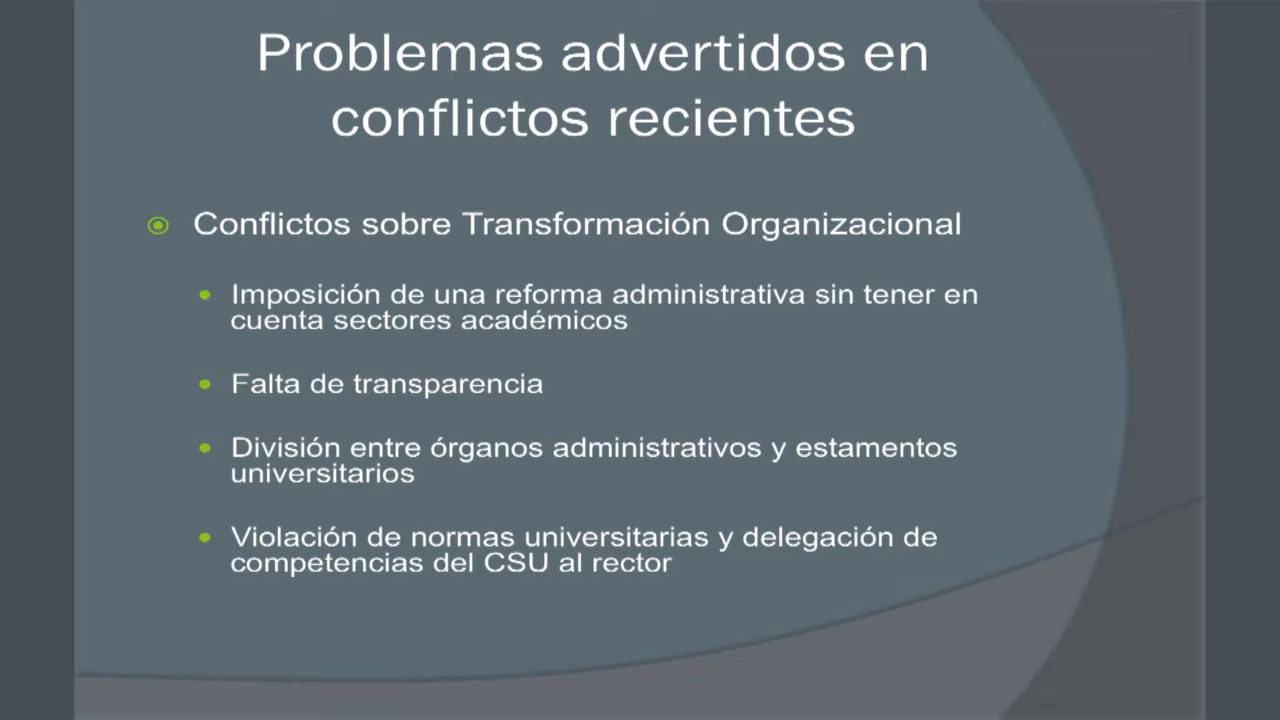 Problemas advertidos en
conflictos recientes
Conflictos sobre Transformación Organizacional
Imposición de una reforma administrativa sin tener en
cuenta sectores académicos
Falta de transparencia
División entre órganos administrativos y estamentos
universitarios
Violación de normas universitarias y delegación de
competencias del CSU al rector